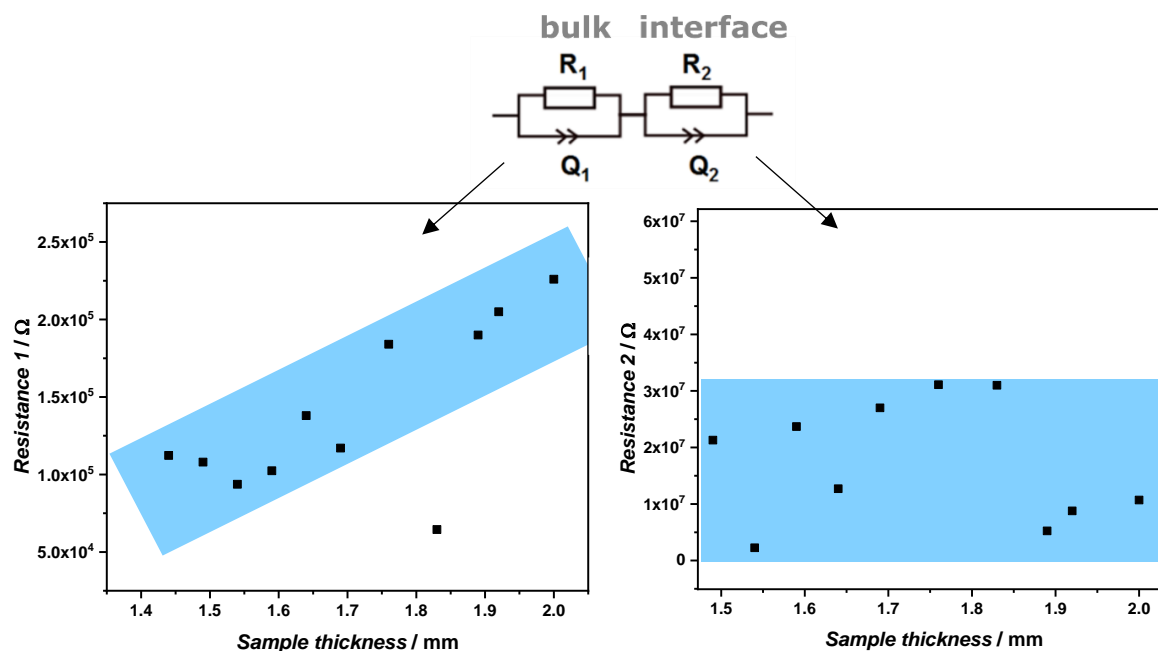 bulk interface
R1 R2
Q1 Q2
2.5x10^5
2.0x10^5
1.5x10^5
1.0x10^5
5.0x10^4
Resistance 1 / Ω
1.4 1.5 1.6 1.7 1.8 1.9 2.0
Sample thickness / mm
6x10^7
5x10^7
4x10^7
3x10^7
2x10^7
1x10^7
0
Resistance 2 / Ω
1.5 1.6 1.7 1.8 1.9 2.0
Sample thickness / mm